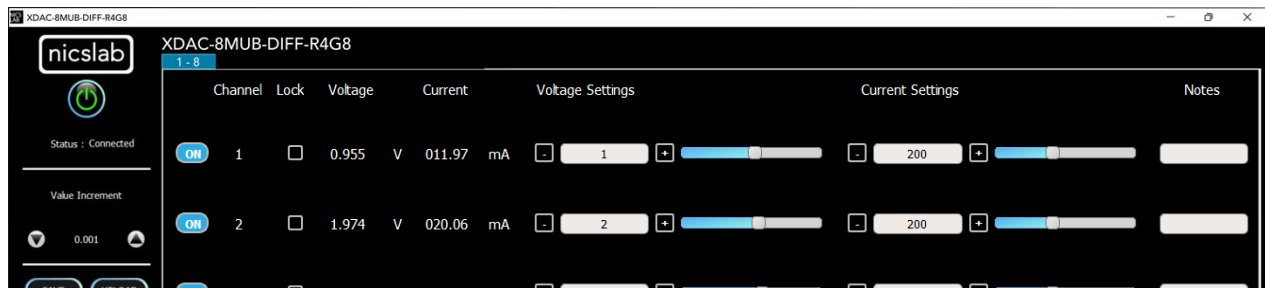 XDAC-8MUB-DIFF-R4G8
nicslab
XDAC-8MUB-DIFF-R4G8
1 - 8
Channel Lock Voltage Current Voltage Settings Current Settings Notes
Status : Connected
ON 1 0.955 V 011.97 mA - 1 + - 200 +
Value Increment
ON 2 1.974 V 020.06 mA - 2 + - 200 +
0.001